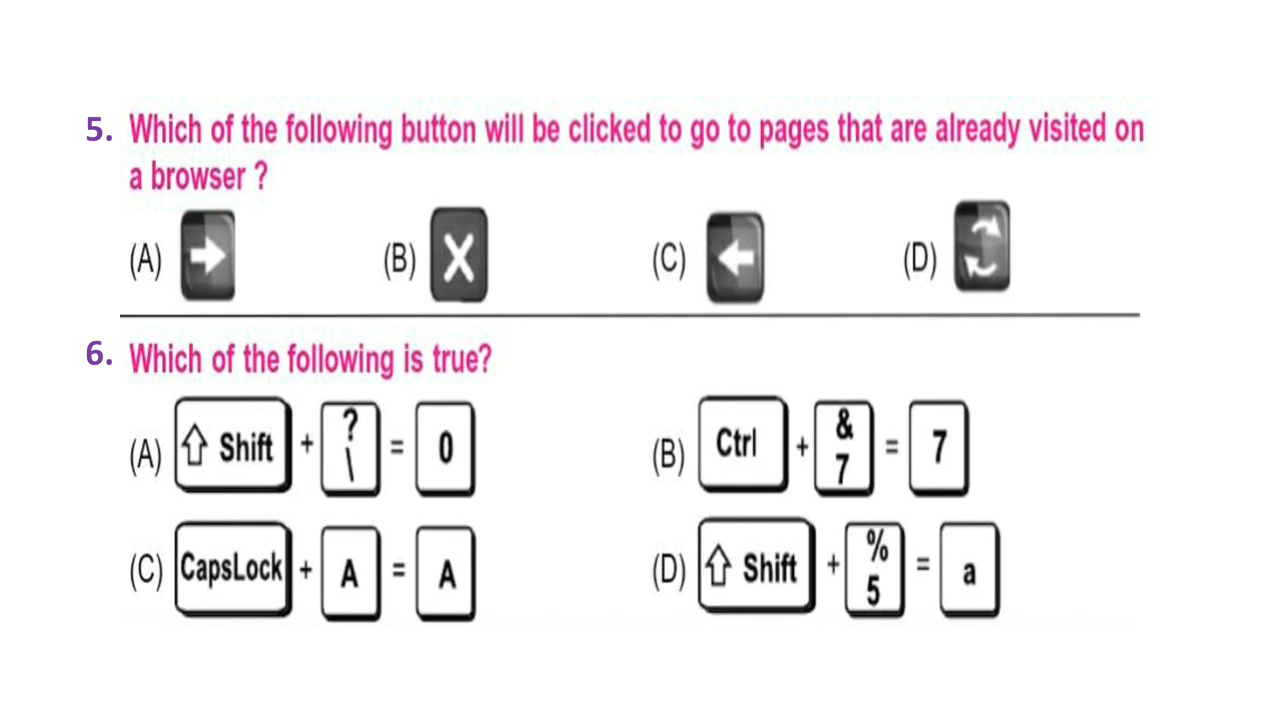 5. Which of the following button will be clicked to go to pages that are already visited on
a browser ?
(A) (B) X (C) (D)
6. Which of the following is true?
(A) Shift + ? \ = 0 (B) Ctrl + & 7 = 7
(C) CapsLock + A = A (D) Shift + % 5 = a